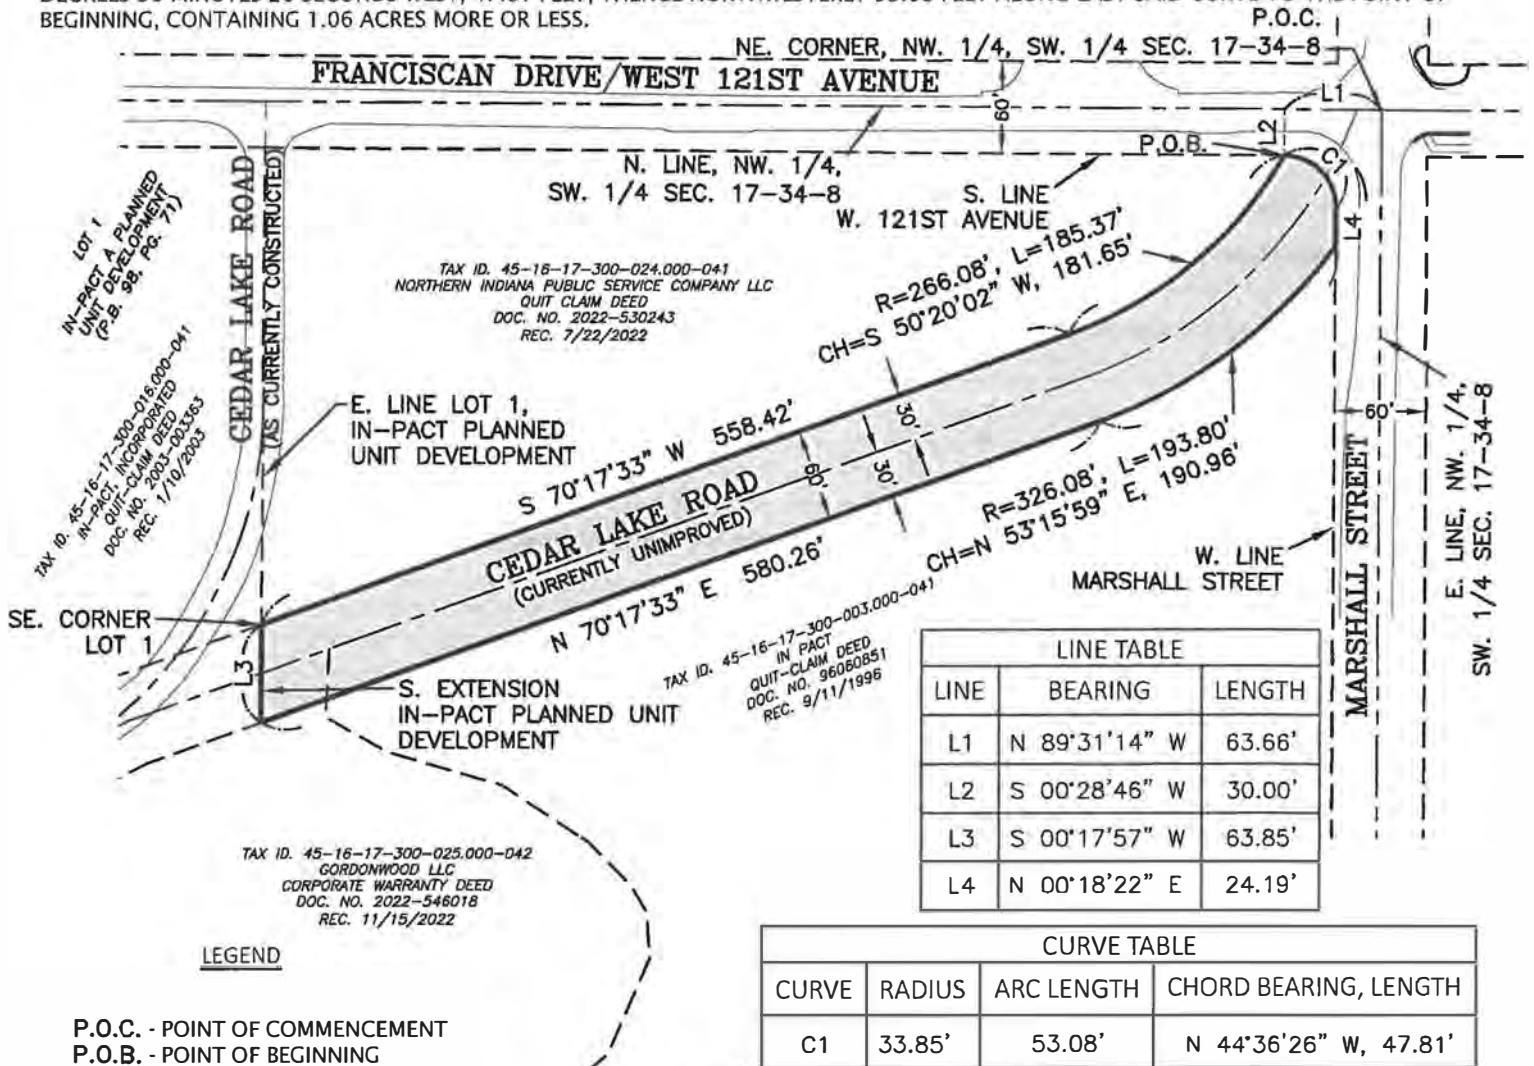 BEGINNING, CONTAINING 1.06 ACRES MORE OR LESS.
P.O.C.
NE. CORNER, NW. 1/4, SW. 1/4 SEC. 17-34-8
FRANCISCAN DRIVE/WEST 121ST AVENUE
60'
L1
L2
P.O.B.
C1
L4
N. LINE, NW. 1/4,
SW. 1/4 SEC. 17-34-8
S. LINE
W. 121ST AVENUE
LOT 1
IN-PACT A PLANNED
UNIT DEVELOPMENT
(P.B. 98, PG. 71)
CEDAR LAKE ROAD
(AS CURRENTLY CONSTRUCTED)
TAX ID. 45-16-17-300-024.000-041
NORTHERN INDIANA PUBLIC SERVICE COMPANY LLC
QUIT CLAIM DEED
DOC. NO. 2022-530243
REC. 7/22/2022
R=266.08', L=185.37'
CH=S 50°20'02" W, 181.65'
TAX ID. 45-16-17-300-016.000-041
IN-PACT, INCORPORATED
QUIT-CLAIM DEED
DOC. NO. 2003-003363
REC. 1/10/2003
E. LINE LOT 1,
IN-PACT PLANNED
UNIT DEVELOPMENT
S 70°17'33" W 558.42'
30'
60'
30'
CEDAR LAKE ROAD
(CURRENTLY UNIMPROVED)
N 70°17'33" E 580.26'
R=326.08', L=193.80'
CH=N 53°15'59" E, 190.96'
60'
MARSHALL STREET
E. LINE, NW. 1/4,
SW. 1/4 SEC. 17-34-8
W. LINE
MARSHALL STREET
SE. CORNER
LOT 1
L3
S. EXTENSION
IN-PACT PLANNED UNIT
DEVELOPMENT
TAX ID. 45-16-17-300-003.000-041
IN PACT
QUIT-CLAIM DEED
DOC. NO. 96060851
REC. 9/11/1996
LINE TABLE
LINE BEARING LENGTH
L1 N 89°31'14" W 63.66'
L2 S 00°28'46" W 30.00'
L3 S 00°17'57" W 63.85'
L4 N 00°18'22" E 24.19'
TAX ID. 45-16-17-300-025.000-042
GORDONWOOD LLC
CORPORATE WARRANTY DEED
DOC. NO. 2022-546018
REC. 11/15/2022
LEGEND
P.O.C. - POINT OF COMMENCEMENT
P.O.B. - POINT OF BEGINNING
CURVE TABLE
CURVE RADIUS ARC LENGTH CHORD BEARING, LENGTH
C1 33.85' 53.08' N 44°36'26" W, 47.81'